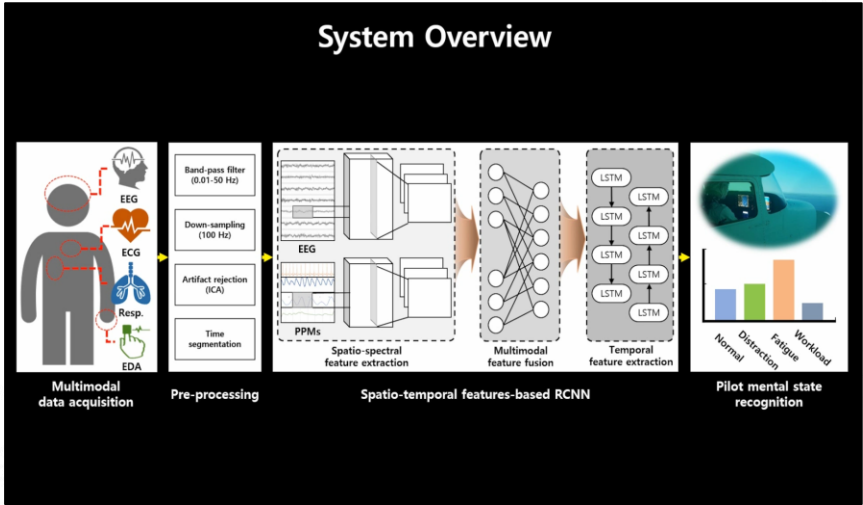 System Overview
EEG
ECG
Resp.
EDA
Multimodal
data acquisition
Band-pass filter
(0.01-50 Hz)
Down-sampling
(100 Hz)
Artifact rejection
(ICA)
Time
segmentation
Pre-processing
EEG
PPMs
Spatio-spectral
feature extraction
Multimodal
feature fusion
LSTM
LSTM
LSTM
LSTM
LSTM
LSTM
LSTM
LSTM
Temporal
feature extraction
Spatio-temporal features-based RCNN
Normal
Distraction
Fatigue
Workload
Pilot mental state
recognition